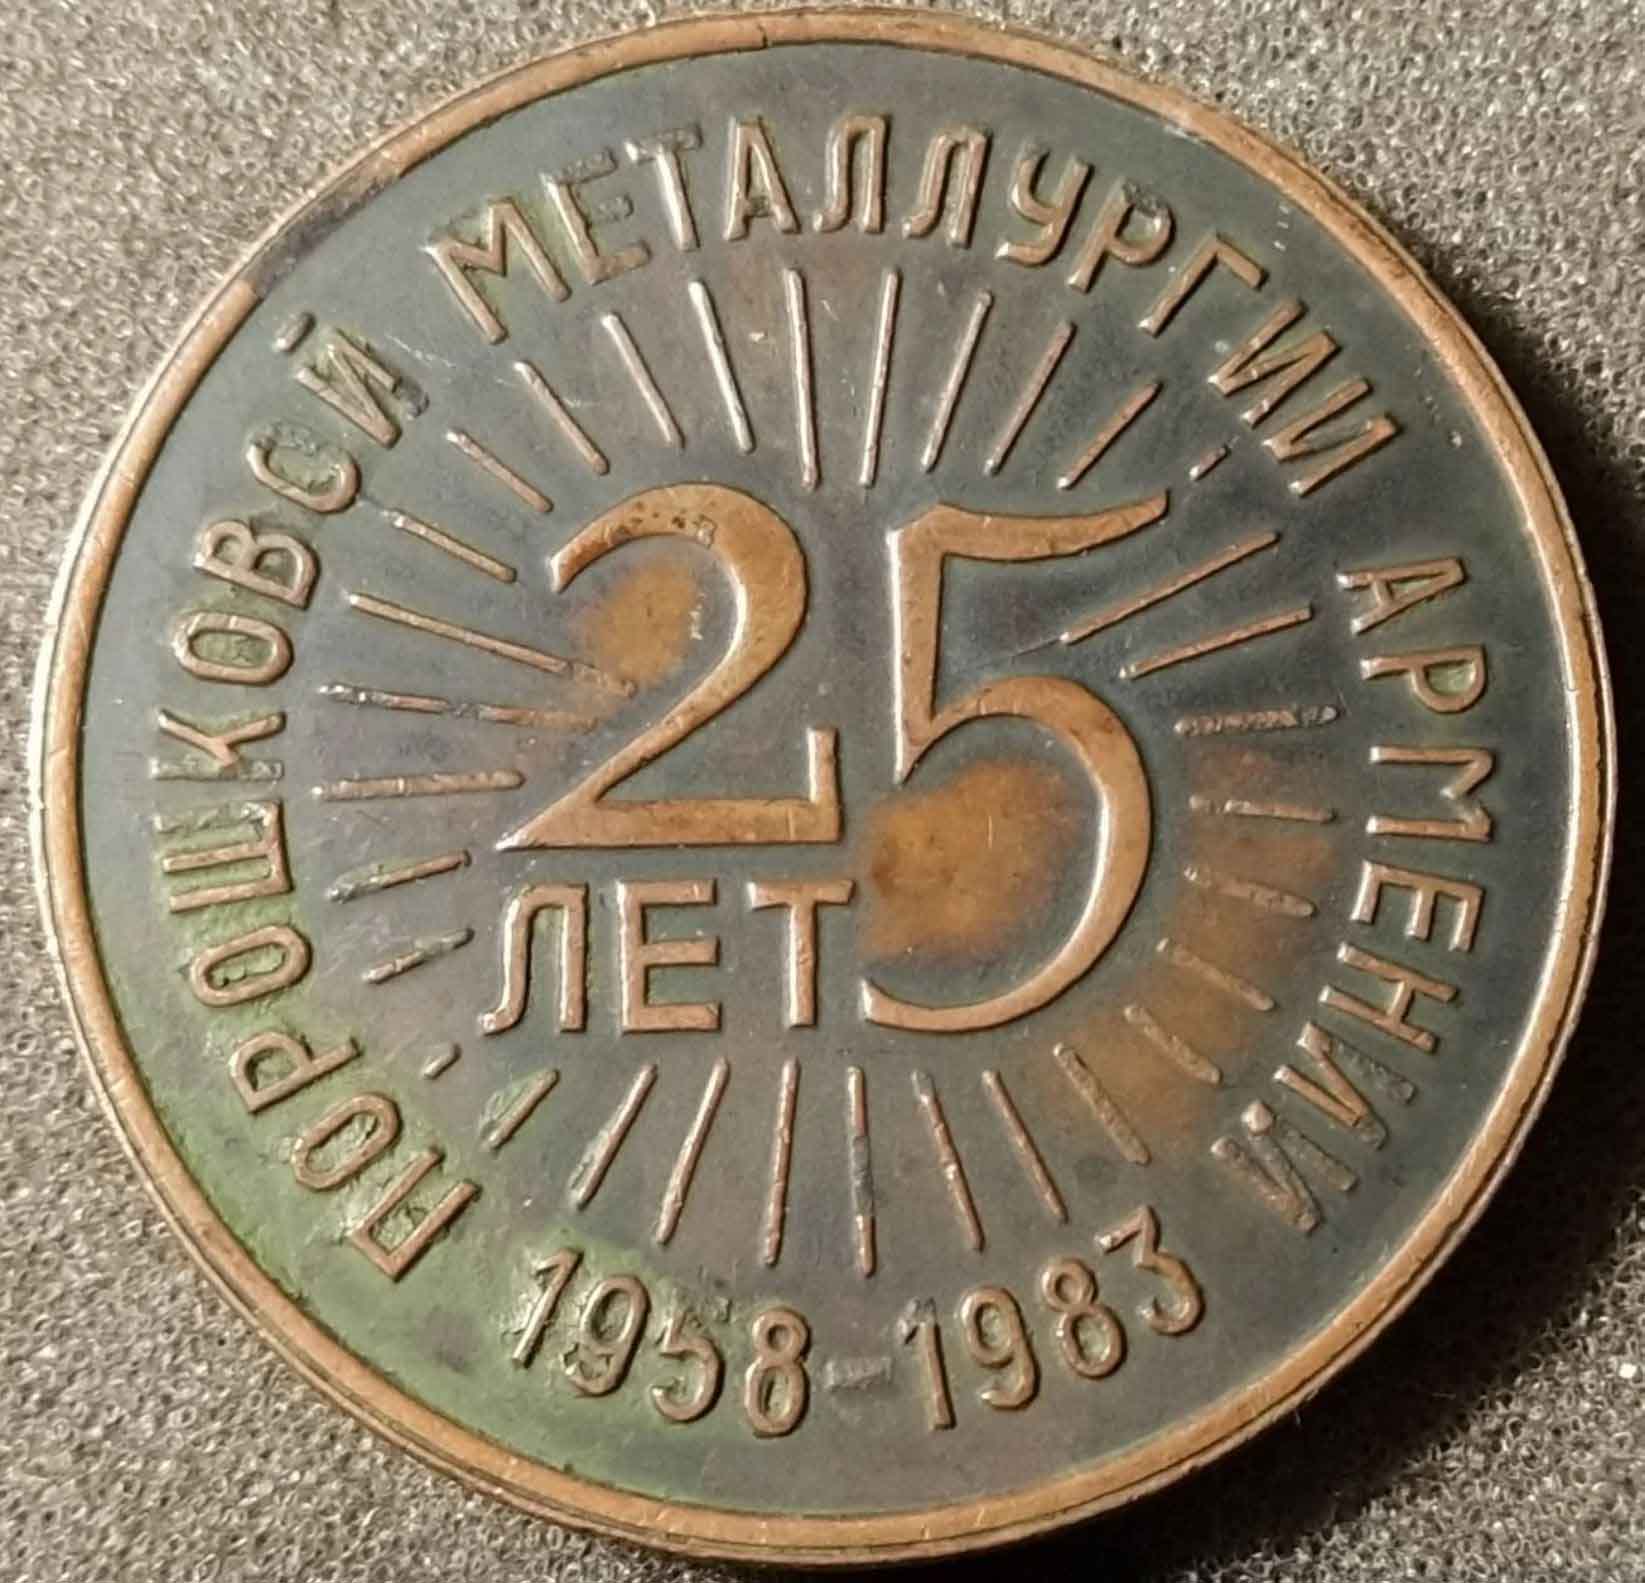 ПОРОШКОВОЙ МЕТАЛЛУРГИИ АРМЕНИИ
25
ЛЕТ
1958-1983